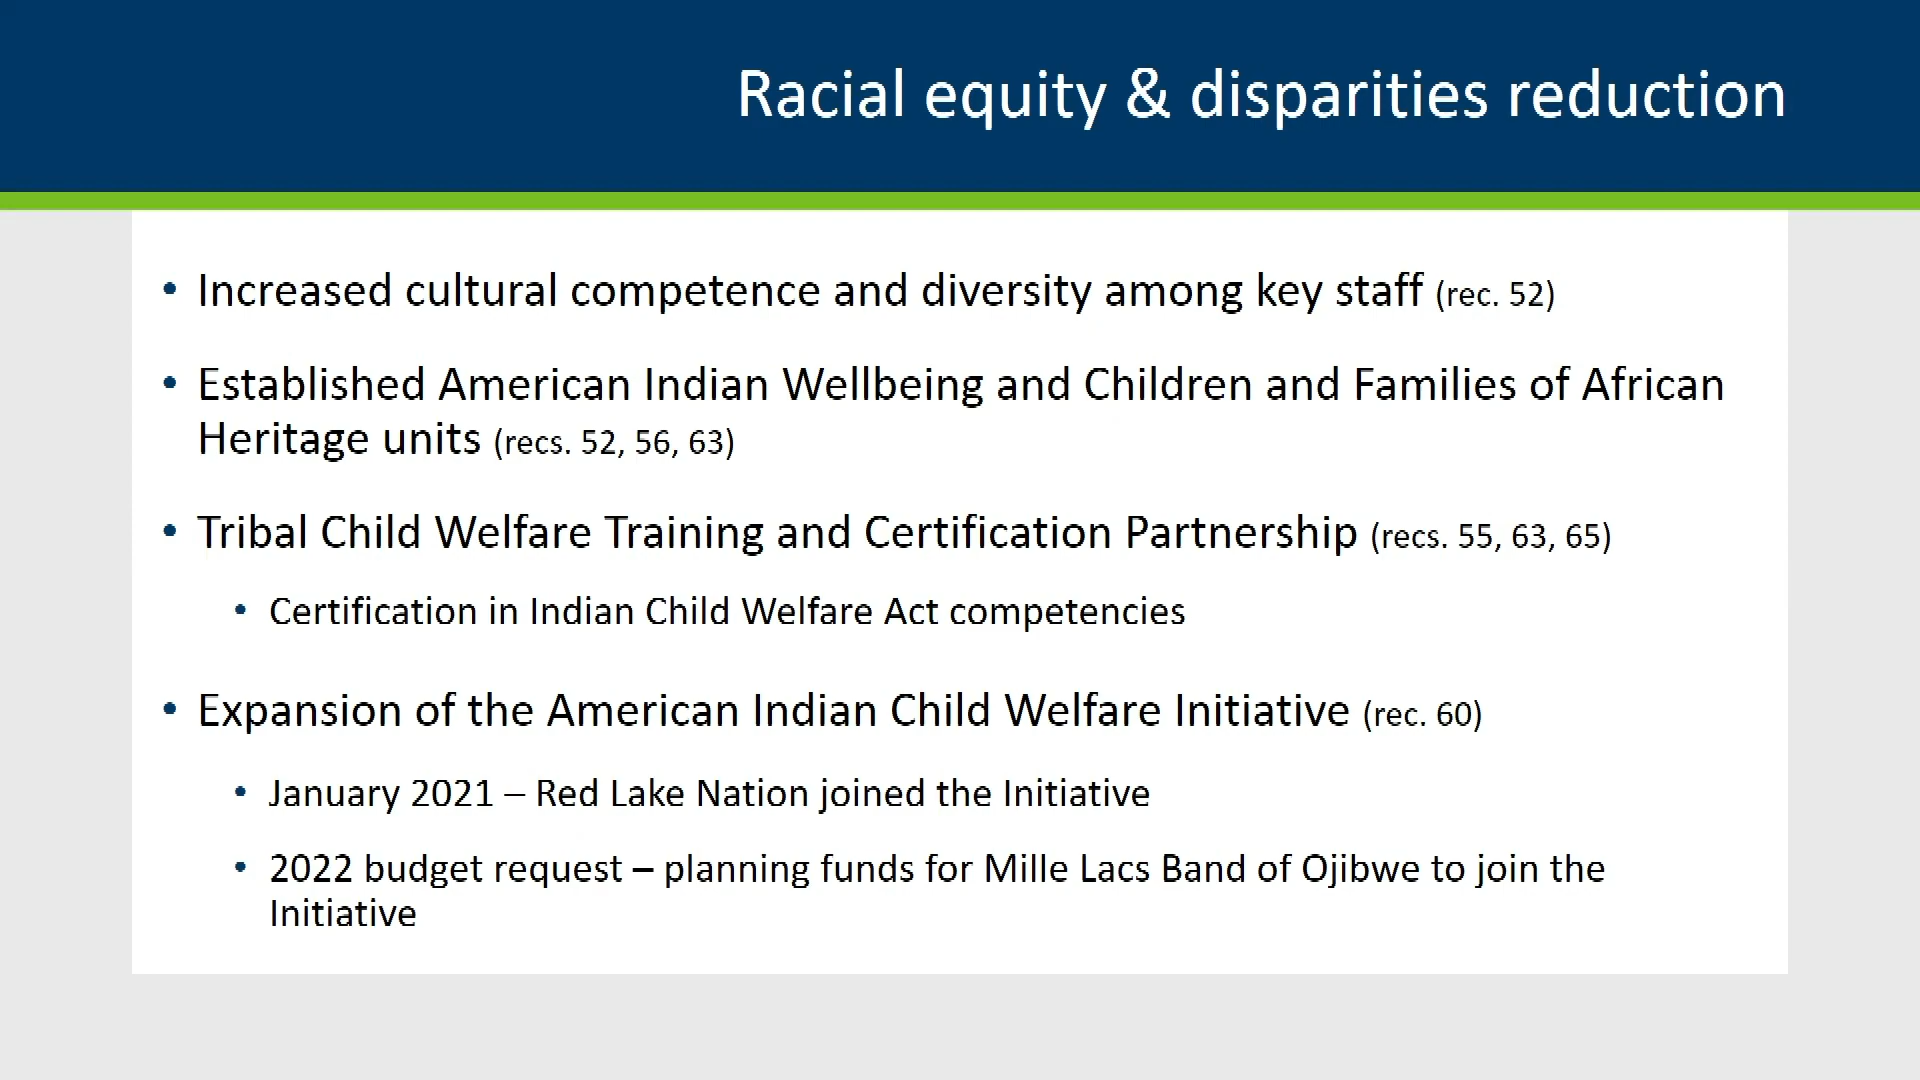 Racial equity & disparities reduction
• Increased cultural competence and diversity among key staff (rec. 52)
• Established American Indian Wellbeing and Children and Families of African
Heritage units (recs. 52, 56, 63)
• Tribal Child Welfare Training and Certification Partnership (recs. 55, 63, 65)
• Certification in Indian Child Welfare Act competencies
• Expansion of the American Indian Child Welfare Initiative (rec. 60)
• January 2021 – Red Lake Nation joined the Initiative
• 2022 budget request – planning funds for Mille Lacs Band of Ojibwe to join the
Initiative